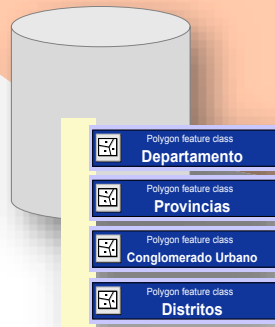 Polygon feature class
Departamento
Polygon feature class
Provincias
Polygon feature class
Conglomerado Urbano
Polygon feature class
Distritos